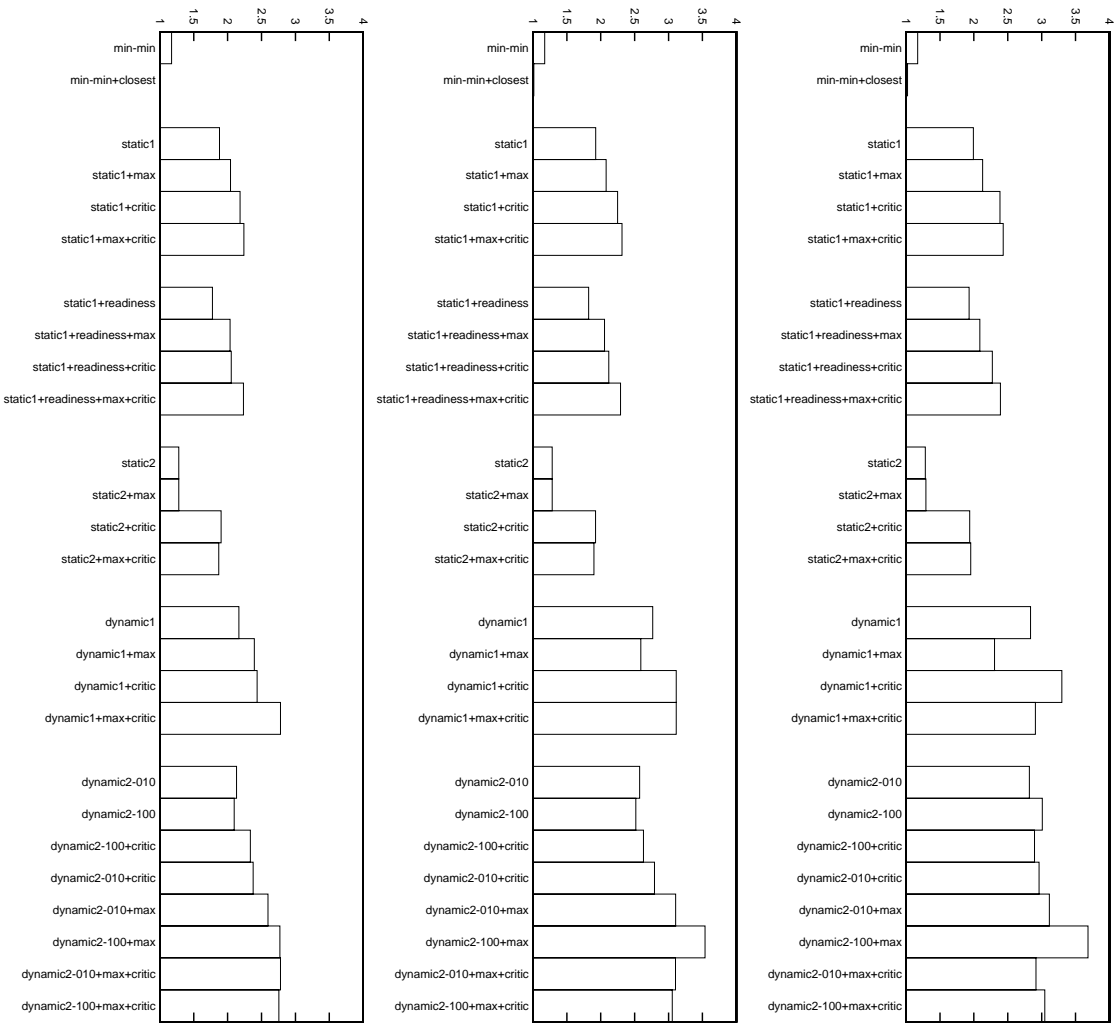 1 1.5 2 2.5 3 3.5 4
min-min
min-min+closest
static1
static1+max
static1+critic
static1+max+critic
static1+readiness
static1+readiness+max
static1+readiness+critic
static1+readiness+max+critic
static2
static2+max
static2+critic
static2+max+critic
dynamic1
dynamic1+max
dynamic1+critic
dynamic1+max+critic
dynamic2-010
dynamic2-100
dynamic2-100+critic
dynamic2-010+critic
dynamic2-010+max
dynamic2-100+max
dynamic2-010+max+critic
dynamic2-100+max+critic
1 1.5 2 2.5 3 3.5 4
min-min
min-min+closest
static1
static1+max
static1+critic
static1+max+critic
static1+readiness
static1+readiness+max
static1+readiness+critic
static1+readiness+max+critic
static2
static2+max
static2+critic
static2+max+critic
dynamic1
dynamic1+max
dynamic1+critic
dynamic1+max+critic
dynamic2-010
dynamic2-100
dynamic2-100+critic
dynamic2-010+critic
dynamic2-010+max
dynamic2-100+max
dynamic2-010+max+critic
dynamic2-100+max+critic
1 1.5 2 2.5 3 3.5 4
min-min
min-min+closest
static1
static1+max
static1+critic
static1+max+critic
static1+readiness
static1+readiness+max
static1+readiness+critic
static1+readiness+max+critic
static2
static2+max
static2+critic
static2+max+critic
dynamic1
dynamic1+max
dynamic1+critic
dynamic1+max+critic
dynamic2-010
dynamic2-100
dynamic2-100+critic
dynamic2-010+critic
dynamic2-010+max
dynamic2-100+max
dynamic2-010+max+critic
dynamic2-100+max+critic